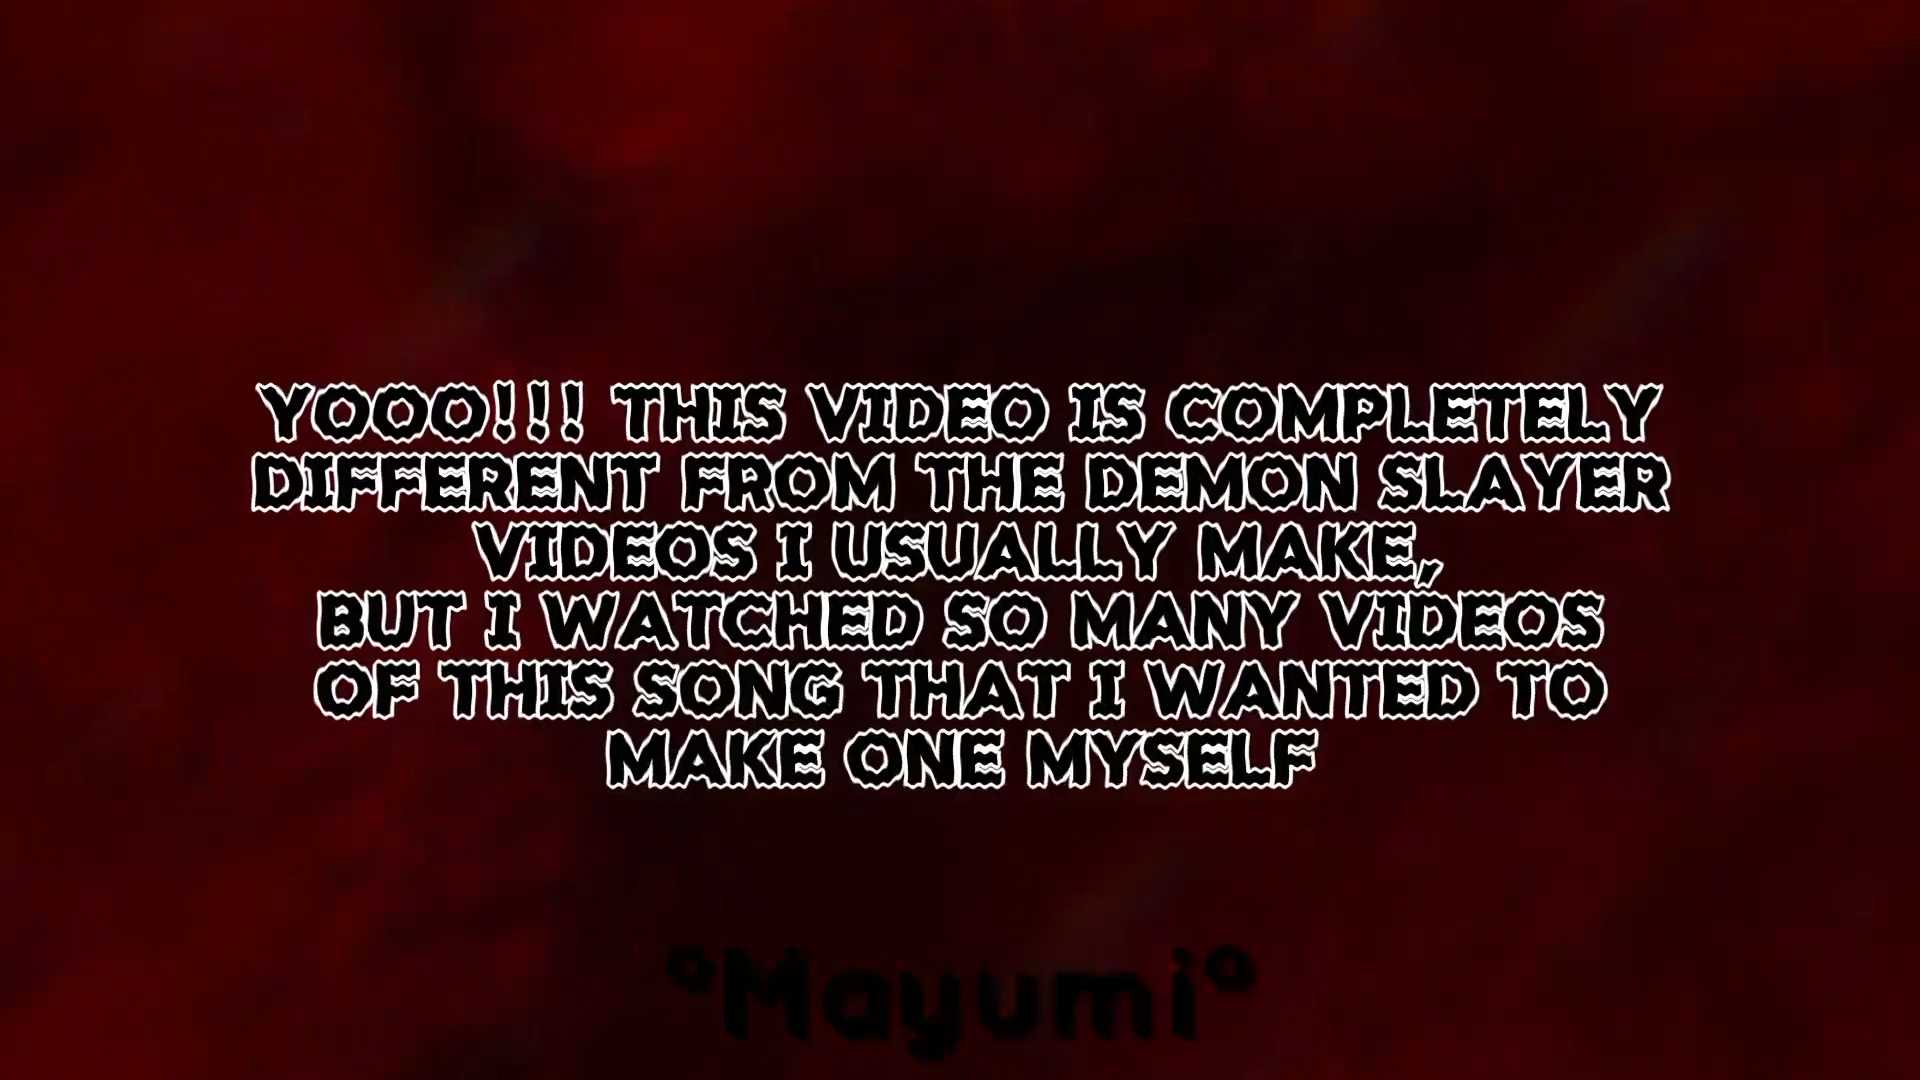 YOOO!!! THIS VIDEO IS COMPLETELY
DIFFERENT FROM THE DEMON SLAYER
VIDEOS I USUALLY MAKE,
BUT I WATCHED SO MANY VIDEOS
OF THIS SONG THAT I WANTED TO
MAKE ONE MYSELF
°Mayumi°